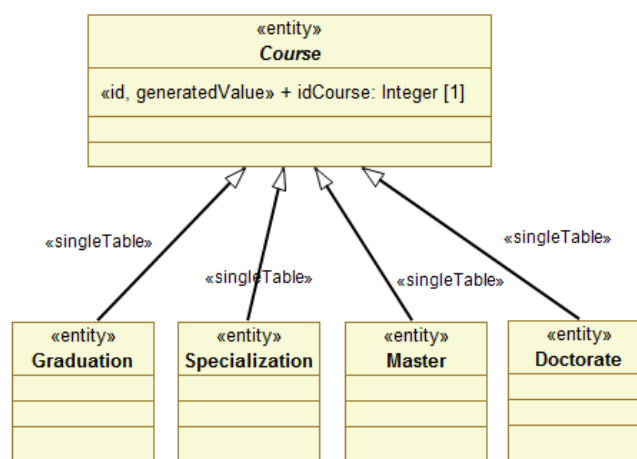 «entity»
Course
«id, generatedValue» + idCourse: Integer [1]
«singleTable»
«singleTable»
«singleTable»
«singleTable»
«entity»
Graduation
«entity»
Specialization
«entity»
Master
«entity»
Doctorate